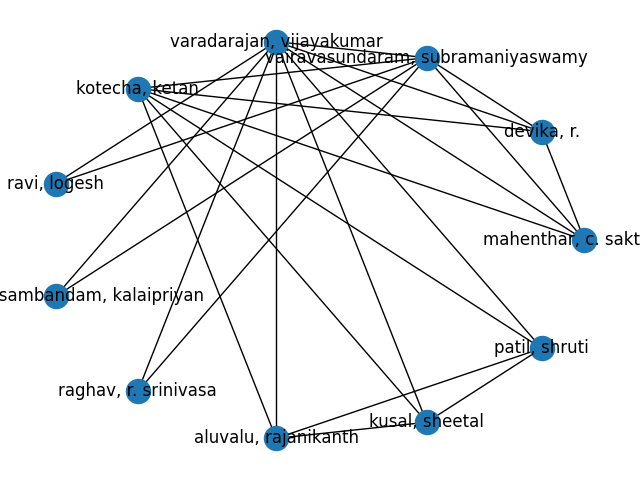 varadarajan, vijayakumar
vairavasundaram, subramaniyaswamy
kotecha, ketan
devika, r.
ravi, logesh
mahenthar, c. sakt
sambandam, kalaipriyan
patil, shruti
raghav, r. srinivasa
kusal, sheetal
aluvalu, rajanikanth